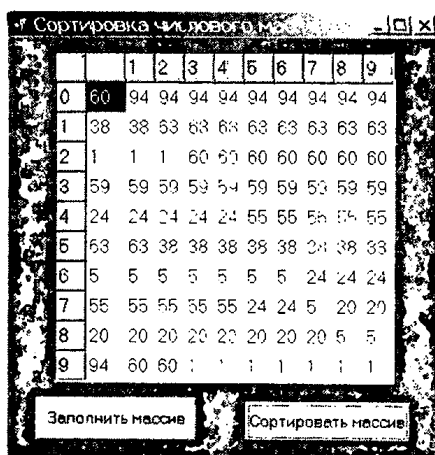 Сортировка числового
1 2 3 4 5 6 7 8 9
0 60 94 94 94 94 94 94 94 94 94
1 38 38 63 63 63 63 63 63 63 63
2 1 1 1 60 60 60 60 60 60 60
3 59 59 59 59 59 59 59 59 59 59
4 24 24 24 24 24 55 55 55 55 55
5 63 63 38 38 38 38 38 38 38 38
6 5 5 5 5 5 5 5 24 24 24
7 55 55 55 55 55 24 24 5 20 20
8 20 20 20 20 20 20 20 20 5 5
9 94 60 60 1 1 1 1 1 1 1
Заполнить массив
Сортировать массив